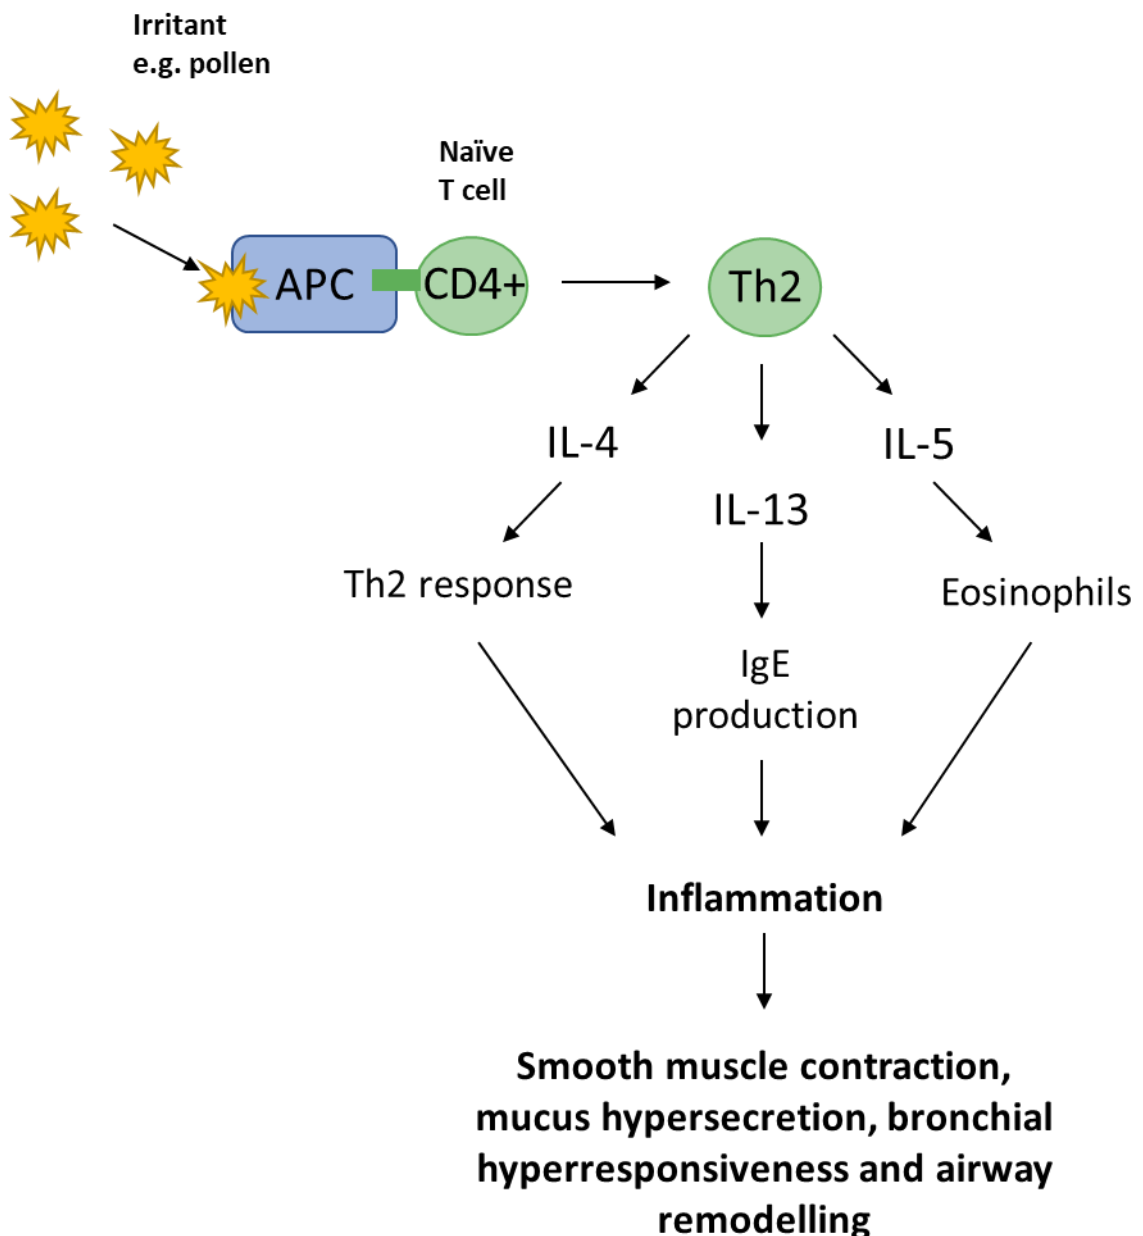 Irritant
e.g. pollen
Naïve
T cell
APC
CD4+
Th2
IL-4
IL-5
IL-13
Th2 response
Eosinophils
IgE
production
Inflammation
Smooth muscle contraction,
mucus hypersecretion, bronchial
hyperresponsiveness and airway
remodelling